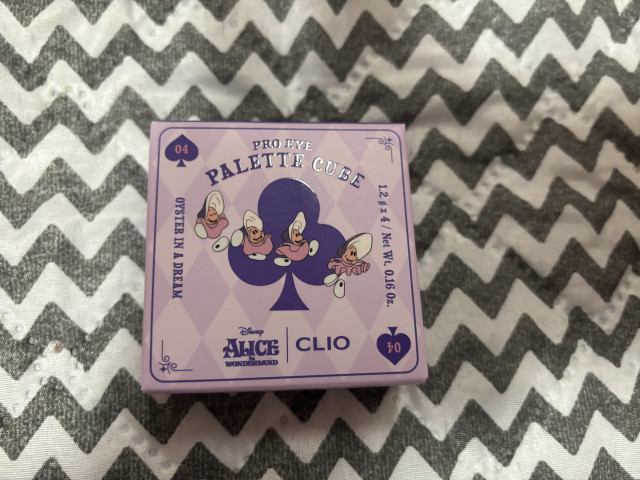 04
PRO EYE
PALETTE CUBE
OYSTER IN A DREAM
1.2 g x 4 / Net Wt. 0.16 Oz.
Disney
ALICE
IN
WONDERLAND
CLIO
04